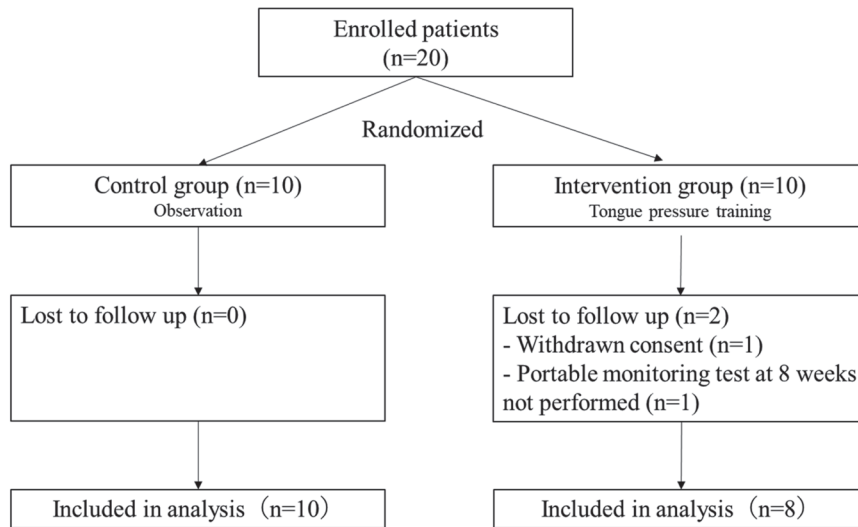 Enrolled patients
(n=20)
Randomized
Control group (n=10)
Observation
Intervention group (n=10)
Tongue pressure training
Lost to follow up (n=0)
Lost to follow up (n=2)
- Withdrawn consent (n=1)
- Portable monitoring test at 8 weeks
not performed (n=1)
Included in analysis（n=10）
Included in analysis（n=8）